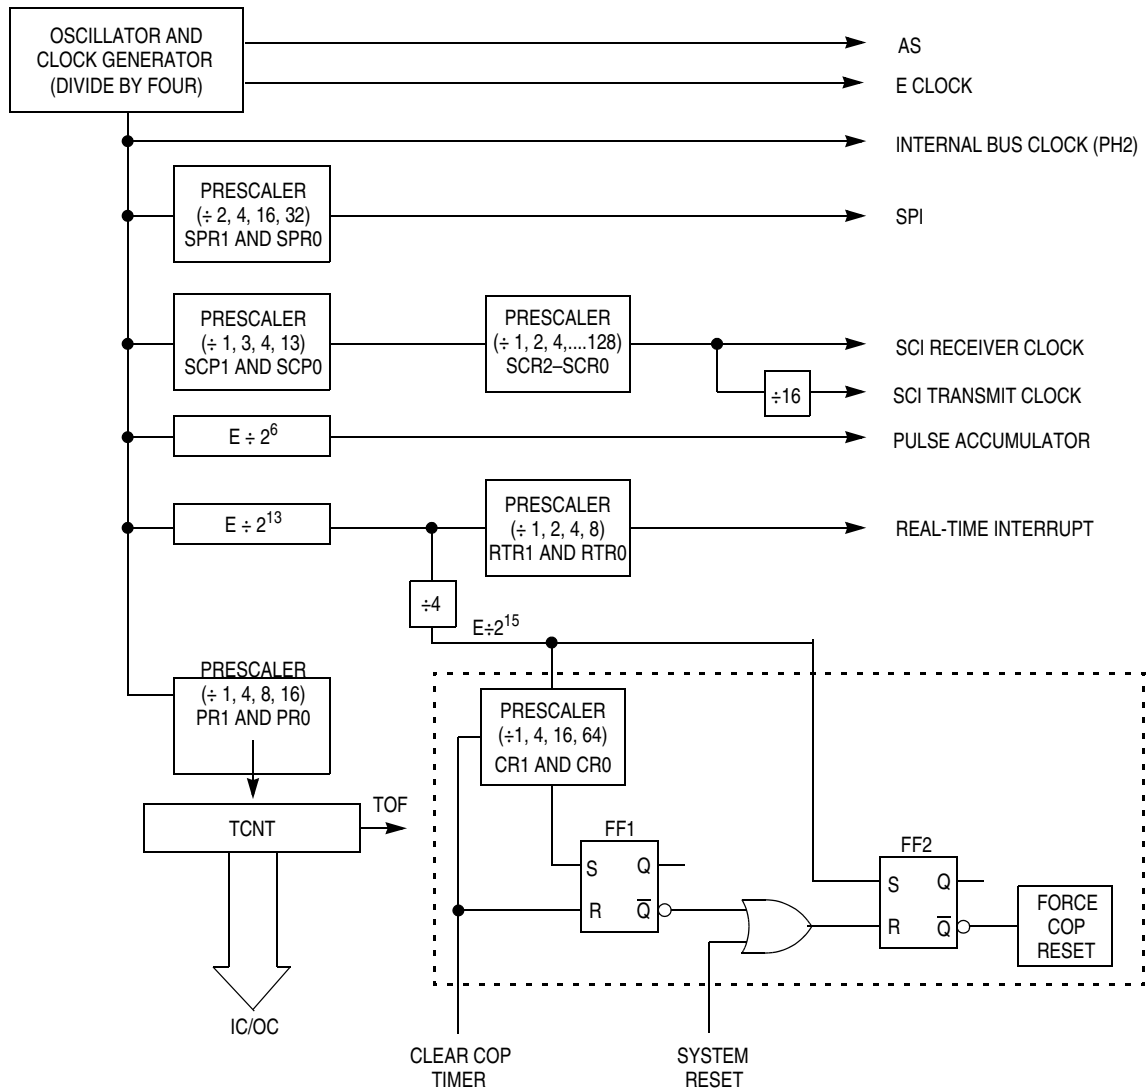 OSCILLATOR AND
CLOCK GENERATOR
(DIVIDE BY FOUR)
AS
E CLOCK
INTERNAL BUS CLOCK (PH2)
PRESCALER
(÷ 2, 4, 16, 32)
SPR1 AND SPR0
SPI
PRESCALER
(÷ 1, 3, 4, 13)
SCP1 AND SCP0
PRESCALER
(÷ 1, 2, 4,....128)
SCR2–SCR0
SCI RECEIVER CLOCK
÷16
SCI TRANSMIT CLOCK
E ÷ 2^6
PULSE ACCUMULATOR
E ÷ 2^13
PRESCALER
(÷ 1, 2, 4, 8)
RTR1 AND RTR0
REAL-TIME INTERRUPT
÷4
E÷2^15
PRESCALER
(÷ 1, 4, 8, 16)
PR1 AND PR0
PRESCALER
(÷1, 4, 16, 64)
CR1 AND CR0
TCNT
TOF
FF1
S Q
R Q̅
FF2
S Q
R Q̅
FORCE
COP
RESET
IC/OC
CLEAR COP
TIMER
SYSTEM
RESET